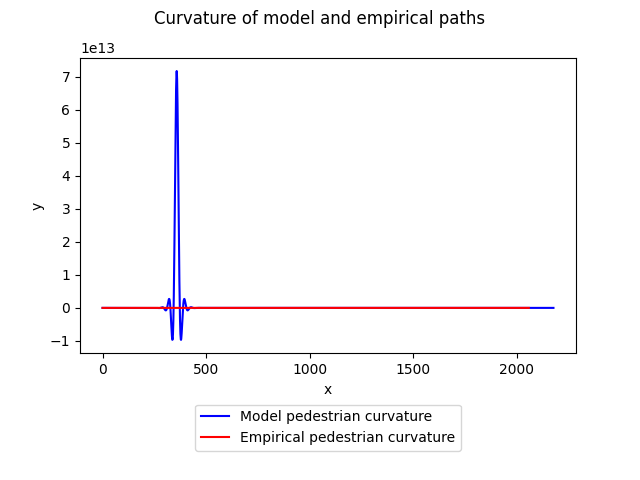 Curvature of model and empirical paths
1e13
7
6
5
4
3
2
1
0
−1
y
0 500 1000 1500 2000
x
Model pedestrian curvature
Empirical pedestrian curvature